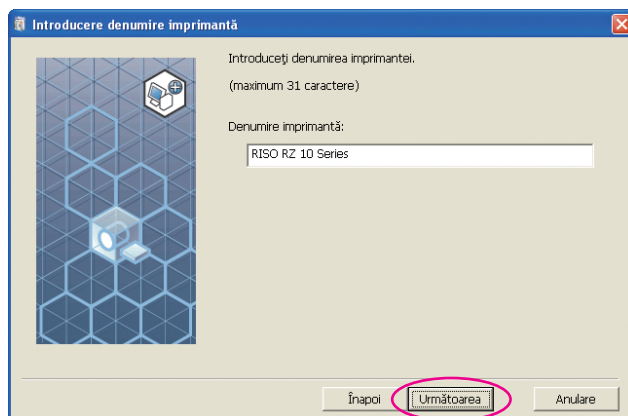 Introducere denumire imprimantă
Introduceţi denumirea imprimantei.
(maximum 31 caractere)
Denumire imprimantă:
RISO RZ 10 Series
Înapoi Următoarea Anulare